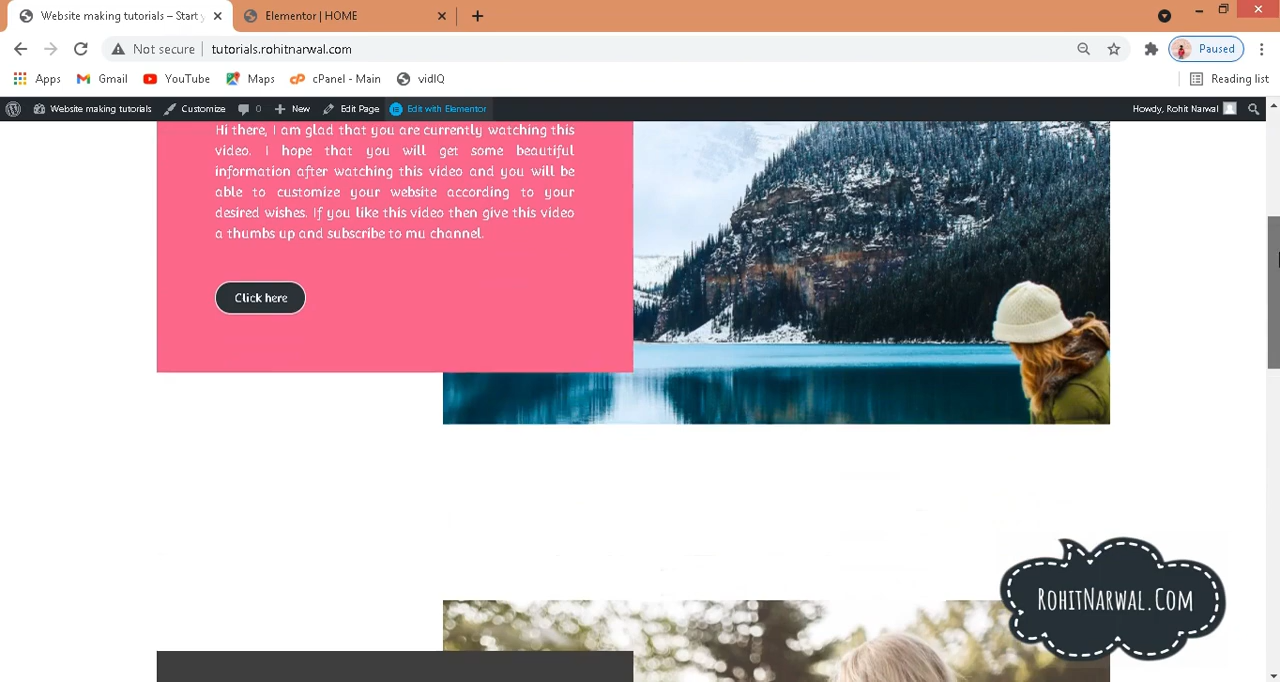 Website making tutorials – Start y
Elementor | HOME
Not secure
tutorials.rohitnarwal.com
Paused
Apps
Gmail
YouTube
Maps
cPanel - Main
vidIQ
Reading list
Website making tutorials
Customize
0
New
Edit Page
Edit with Elementor
Howdy, Rohit Narwal
Hi there, I am glad that you are currently watching this
video. I hope that you will get some beautiful
information after watching this video and you will be
able to customize your website according to your
desired wishes. If you like this video then give this video
a thumbs up and subscribe to mu channel.
Click here
RohitNarwal.Com